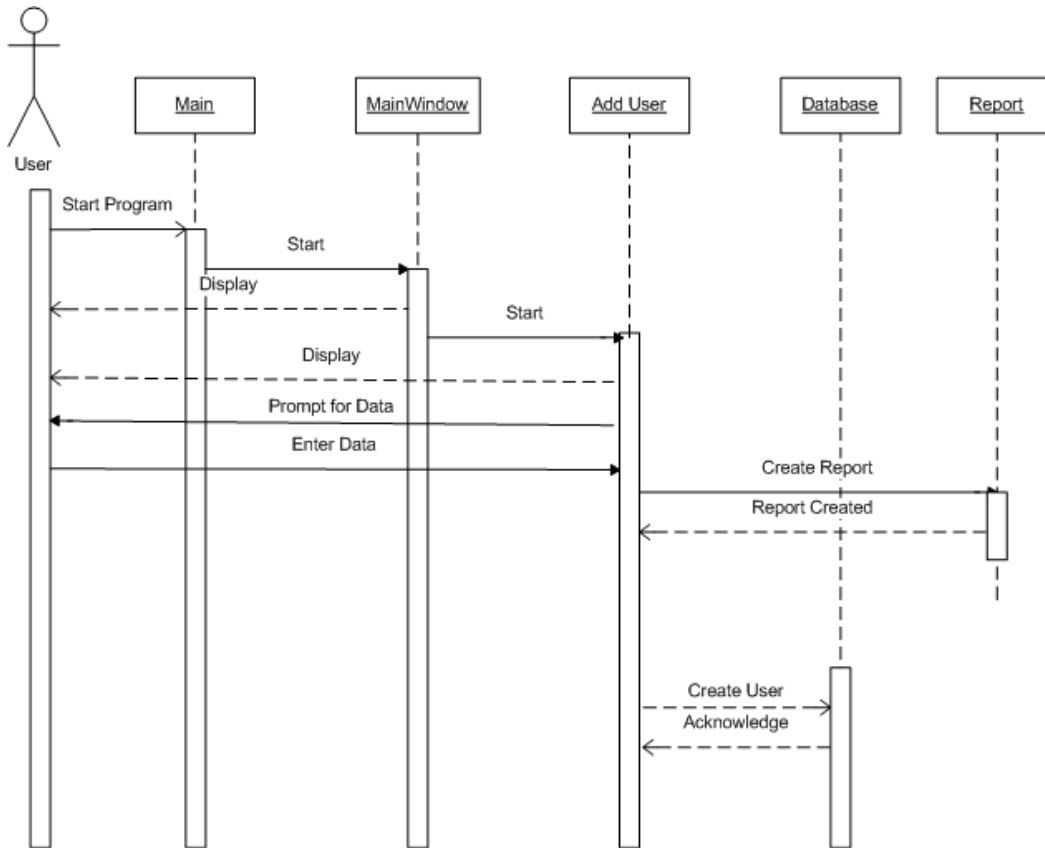 Main
MainWindow
Add User
Database
Report
User
Start Program
Start
Display
Start
Display
Prompt for Data
Enter Data
Create Report
Report Created
Create User
Acknowledge